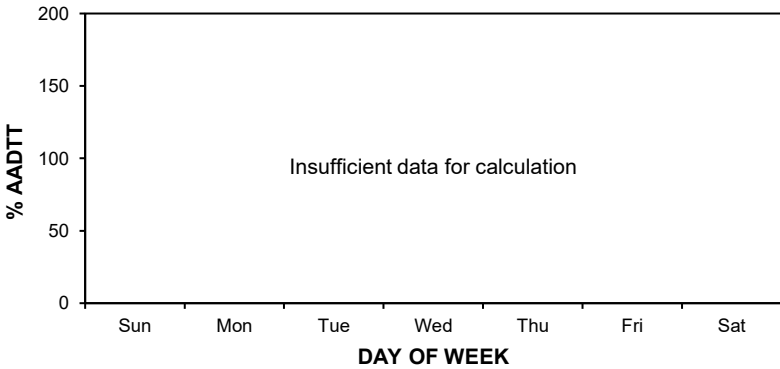 200
150
100
50
0
% AADTT
Insufficient data for calculation
Sun Mon Tue Wed Thu Fri Sat
DAY OF WEEK